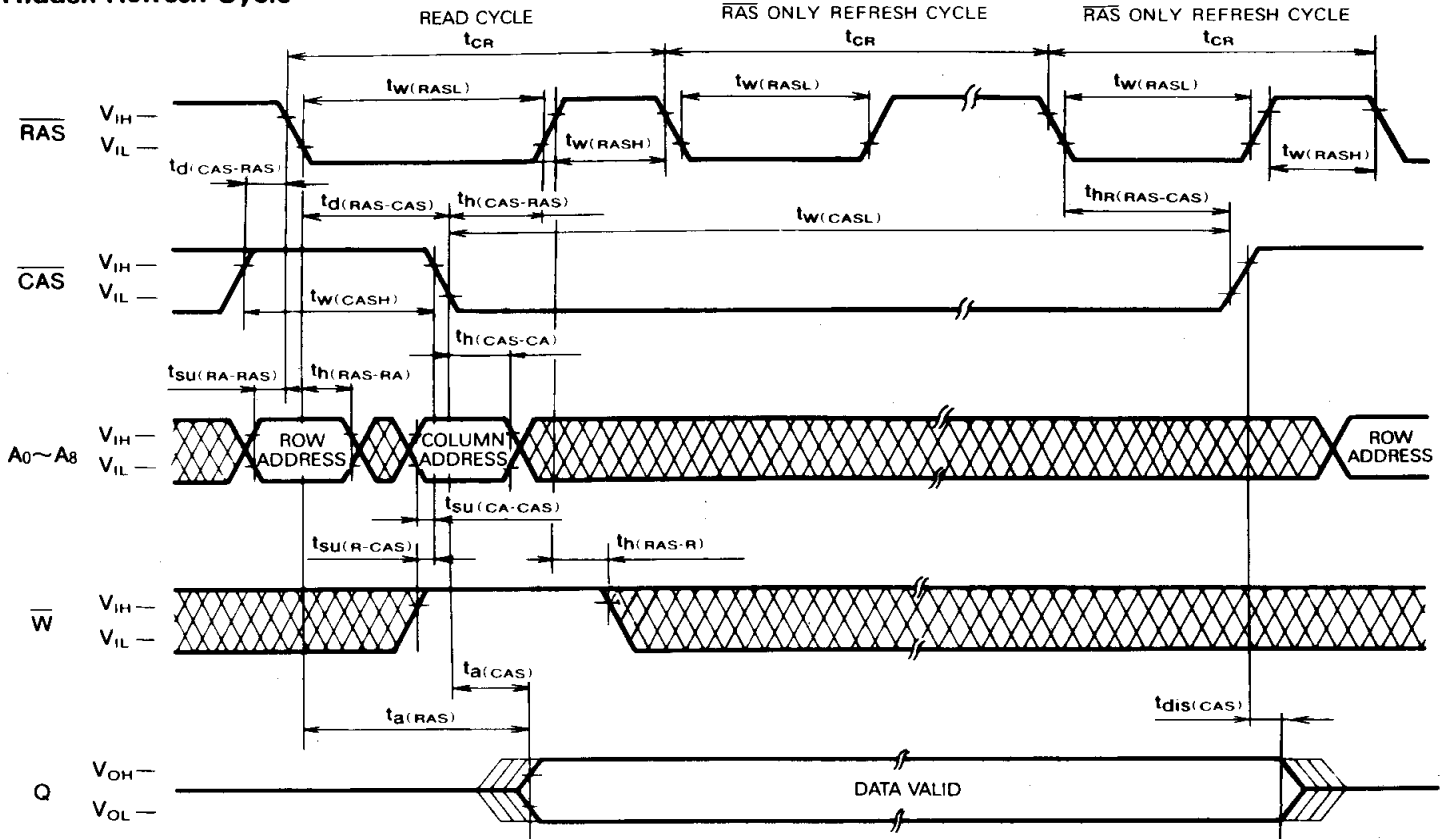 Hidden Refresh Cycle
READ CYCLE
RAS ONLY REFRESH CYCLE
RAS ONLY REFRESH CYCLE
tCR
tCR
tCR
tW(RASL)
tW(RASL)
tW(RASL)
RAS
VIH
VIL
tW(RASH)
tW(RASH)
td(CAS-RAS)
td(RAS-CAS)
th(CAS-RAS)
thR(RAS-CAS)
tW(CASL)
CAS
VIH
VIL
tW(CASH)
th(CAS-CA)
tsu(RA-RAS)
th(RAS-RA)
A0~A8
VIH
VIL
ROW
ADDRESS
COLUMN
ADDRESS
ROW
ADDRESS
tsu(CA-CAS)
tsu(R-CAS)
th(RAS-R)
W
VIH
VIL
ta(CAS)
ta(RAS)
tdis(CAS)
Q
VOH
VOL
DATA VALID